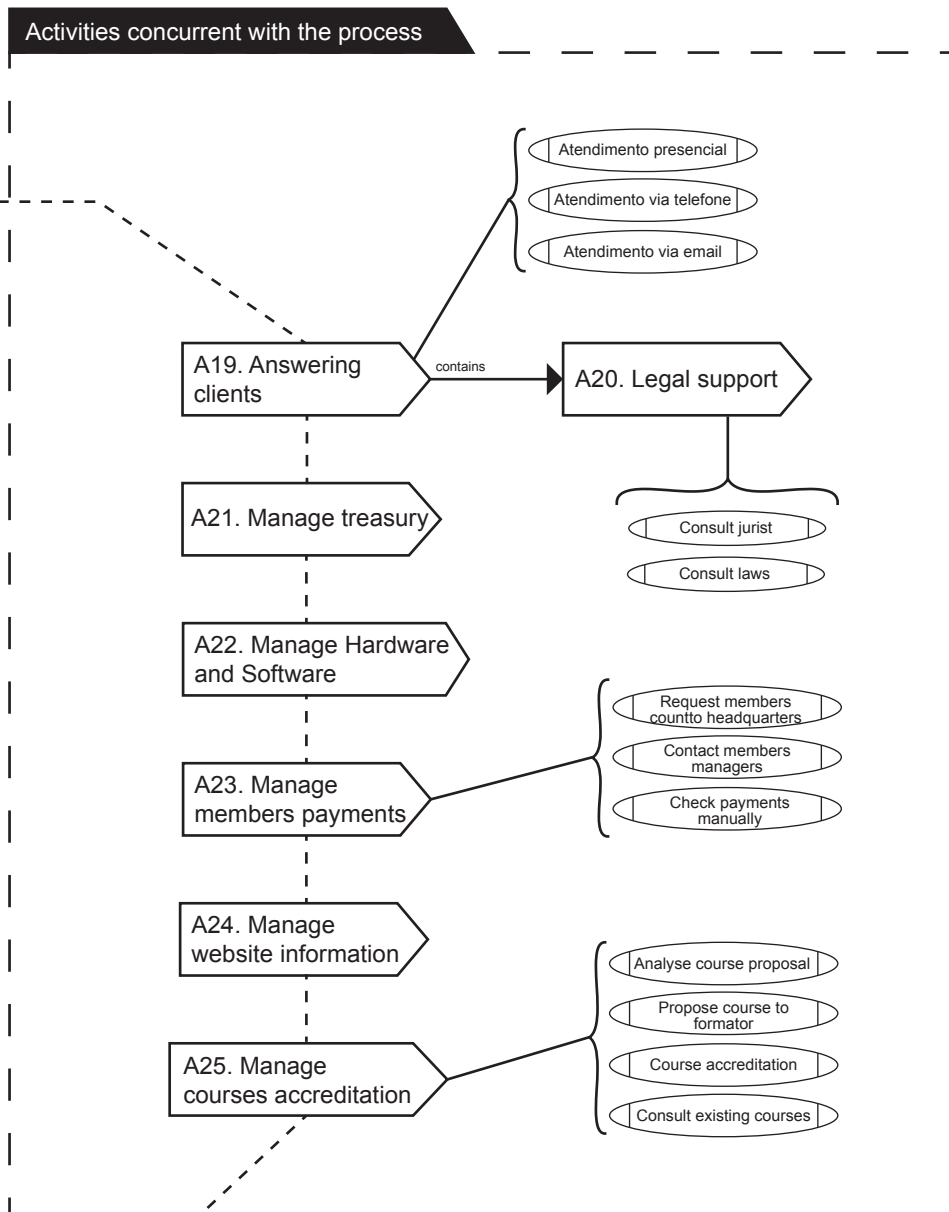 Activities concurrent with the process
Atendimento presencial
Atendimento via telefone
Atendimento via email
A19. Answering
clients
contains
A20. Legal support
Consult jurist
Consult laws
A21. Manage treasury
A22. Manage Hardware
and Software
A23. Manage
members payments
Request members
countto headquarters
Contact members
managers
Check payments
manually
A24. Manage
website information
A25. Manage
courses accreditation
Analyse course proposal
Propose course to
formator
Course accreditation
Consult existing courses